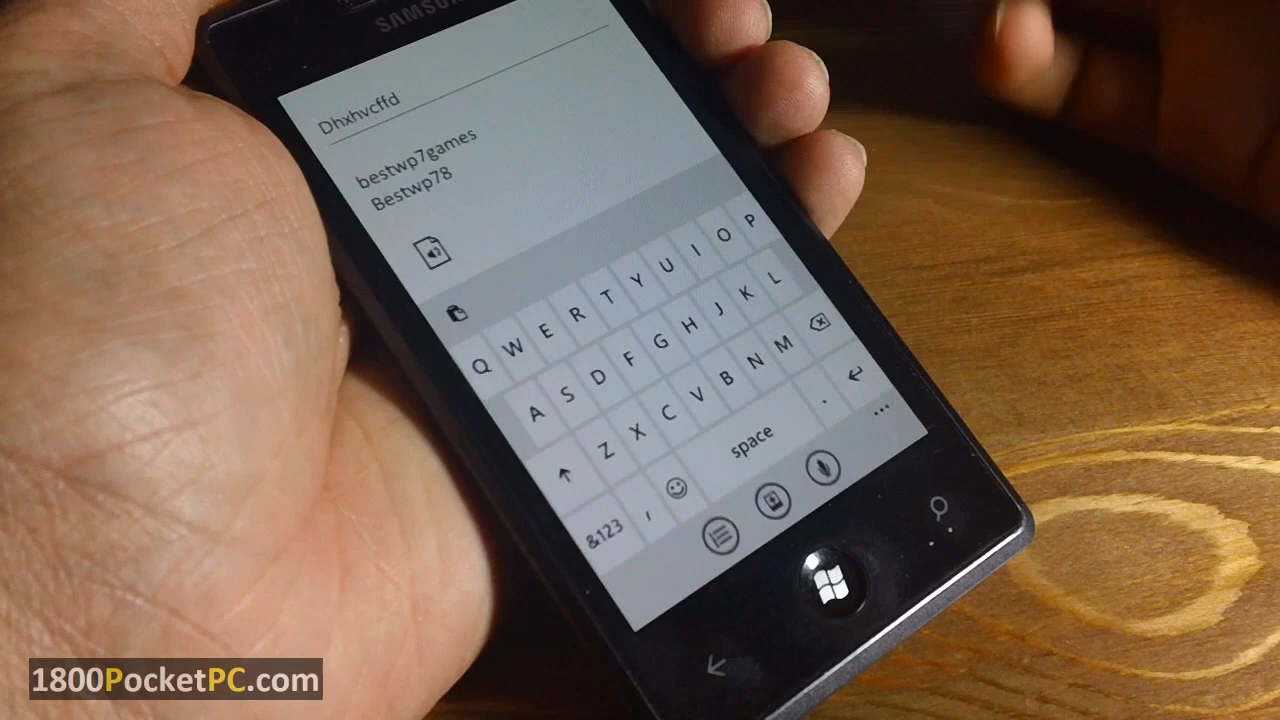 SAMSUNG
Dhxhvcffd
bestwp7games
Bestwp78
Q W E R T Y U I O P
A S D F G H J K L
Z X C V B N M
&123 , space .
1800PocketPC.com